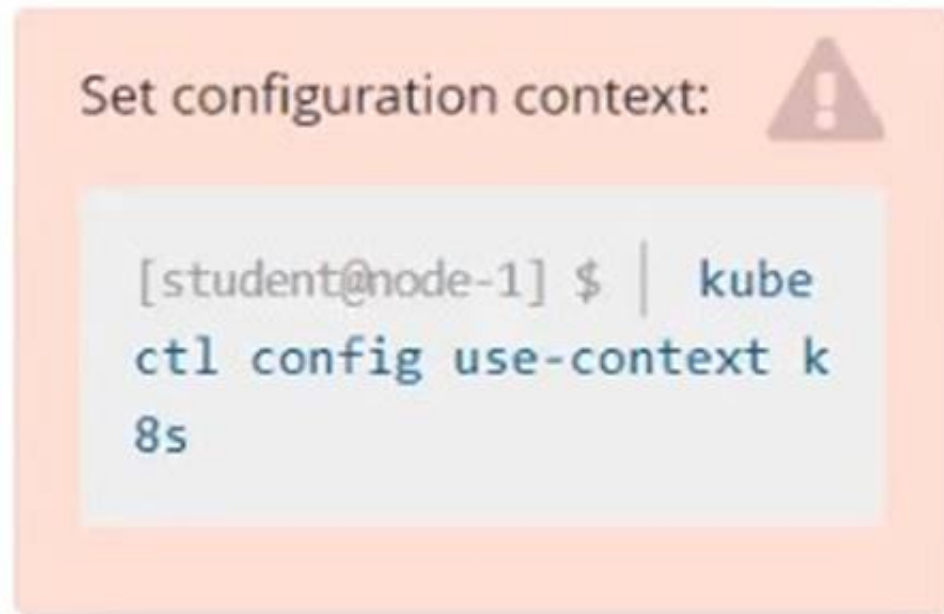 Set configuration context:
[student@node-1] $ | kube
ctl config use-context k
8s